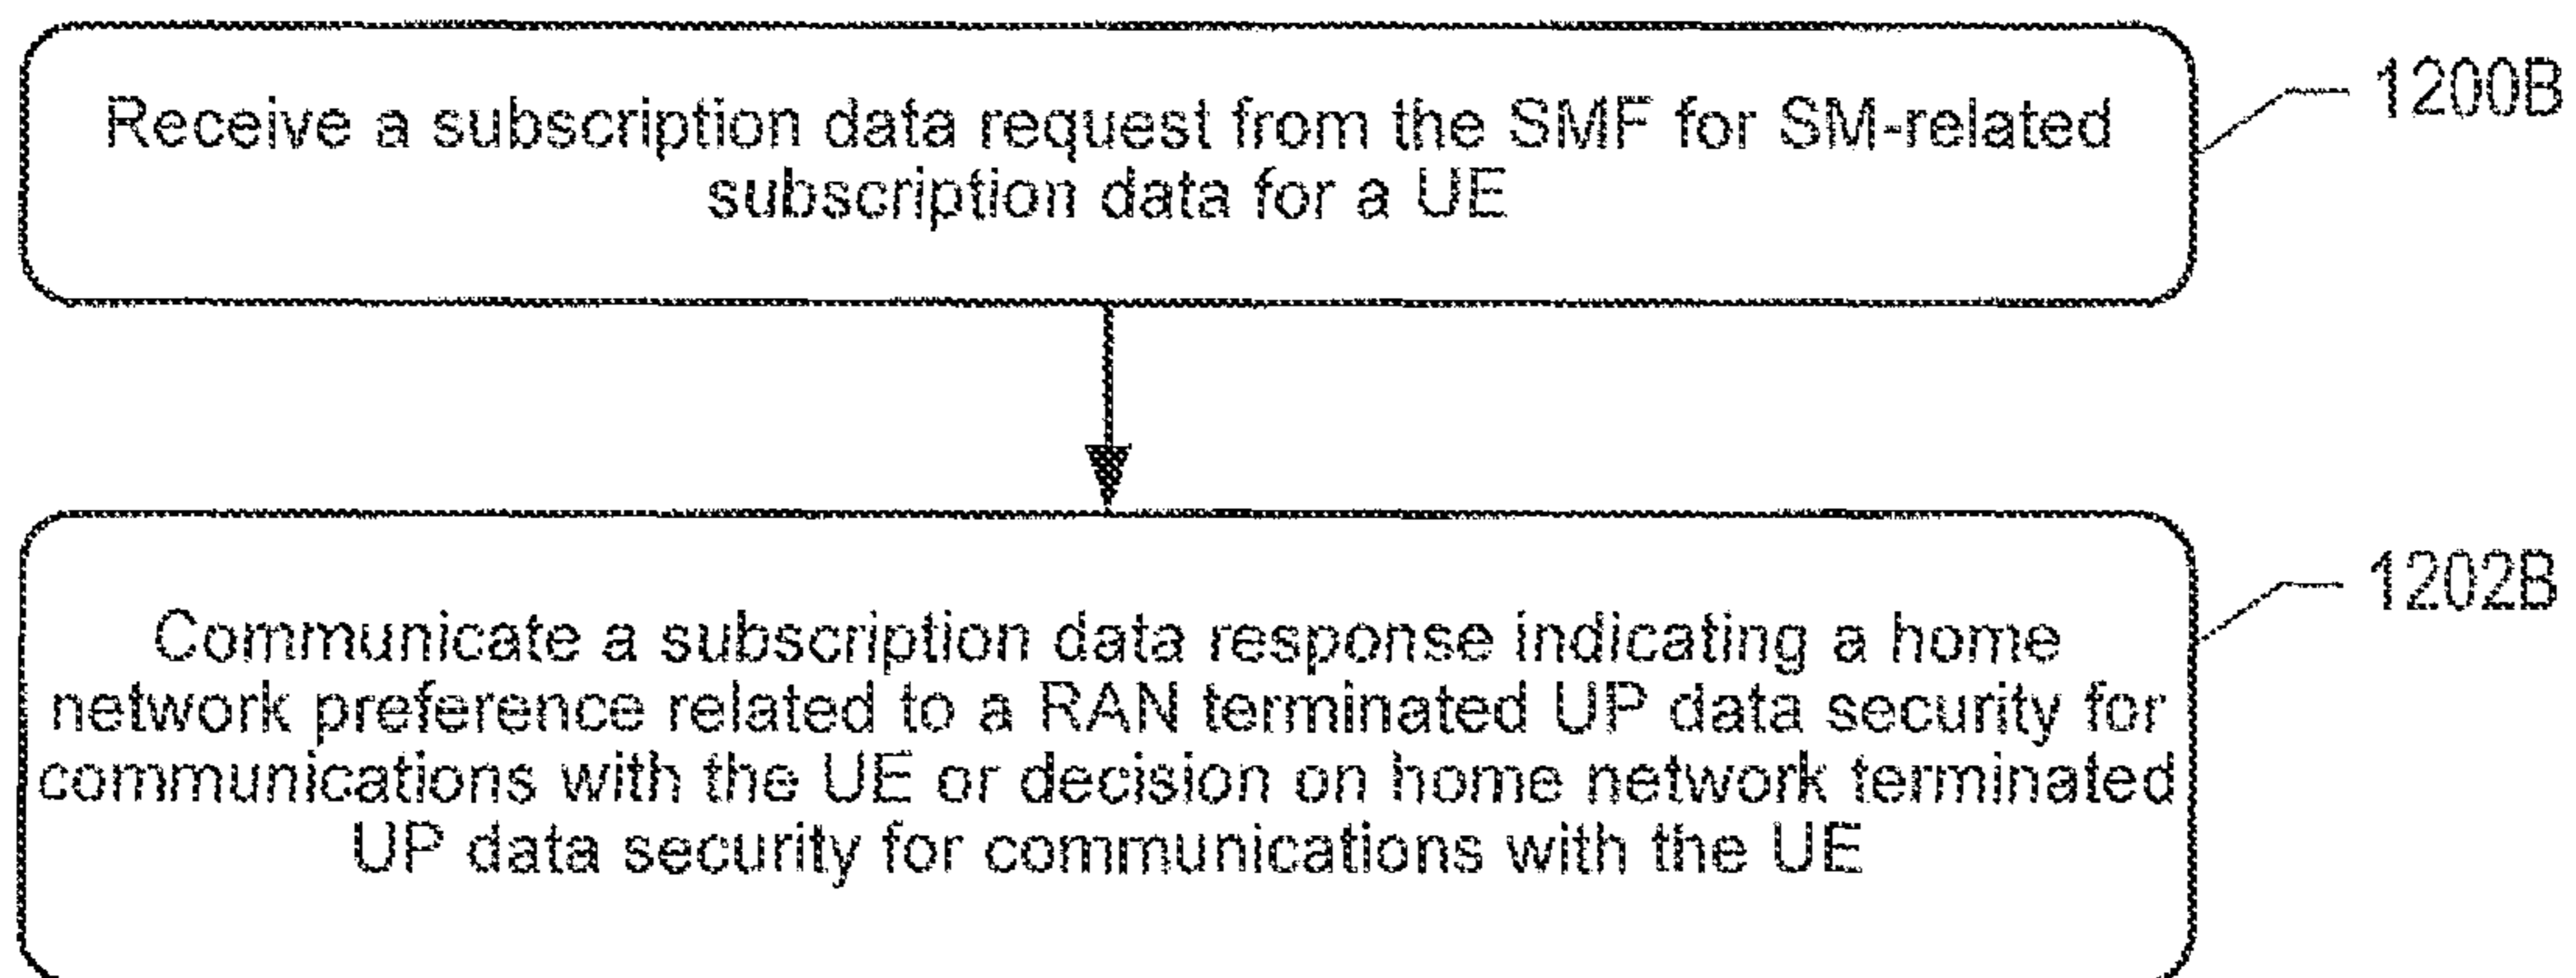 Receive a subscription data request from the SMF for SM-related
subscription data for a UE
1200B
Communicate a subscription data response indicating a home
network preference related to a RAN terminated UP data security for
communications with the UE or decision on home network terminated
UP data security for communications with the UE
1202B